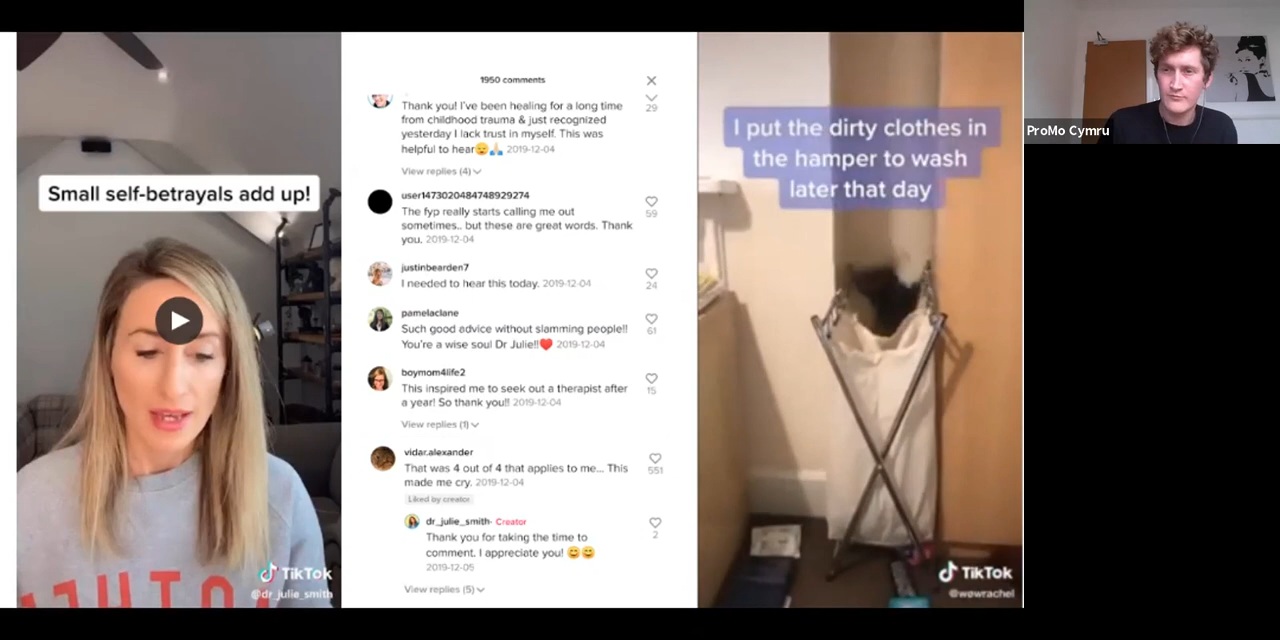 Small self-betrayals add up!
TikTok
@dr_julie_smith
1950 comments
Thank you! I've been healing for a long time
from childhood trauma & just recognized
yesterday I lack trust in myself. This was
helpful to hear😥🙏 2019-12-04
29
View replies (4)
user1473020484748929274
The fyp really starts calling me out
sometimes.. but these are great words. Thank
you. 2019-12-04
59
justinbearden7
I needed to hear this today. 2019-12-04
24
pamelaclane
Such good advice without slamming people!!
You're a wise soul Dr Julie!!❤️ 2019-12-04
61
boymom4life2
This inspired me to seek out a therapist after
a year! So thank you!! 2019-12-04
15
View replies (1)
vidar.alexander
That was 4 out of 4 that applies to me... This
made me cry. 2019-12-04
551
Liked by creator
dr_julie_smith· Creator
Thank you for taking the time to
comment. I appreciate you! 😄😄
2019-12-05
2
View replies (5)
I put the dirty clothes in
the hamper to wash
later that day
TikTok
@wowrachel
ProMo Cymru